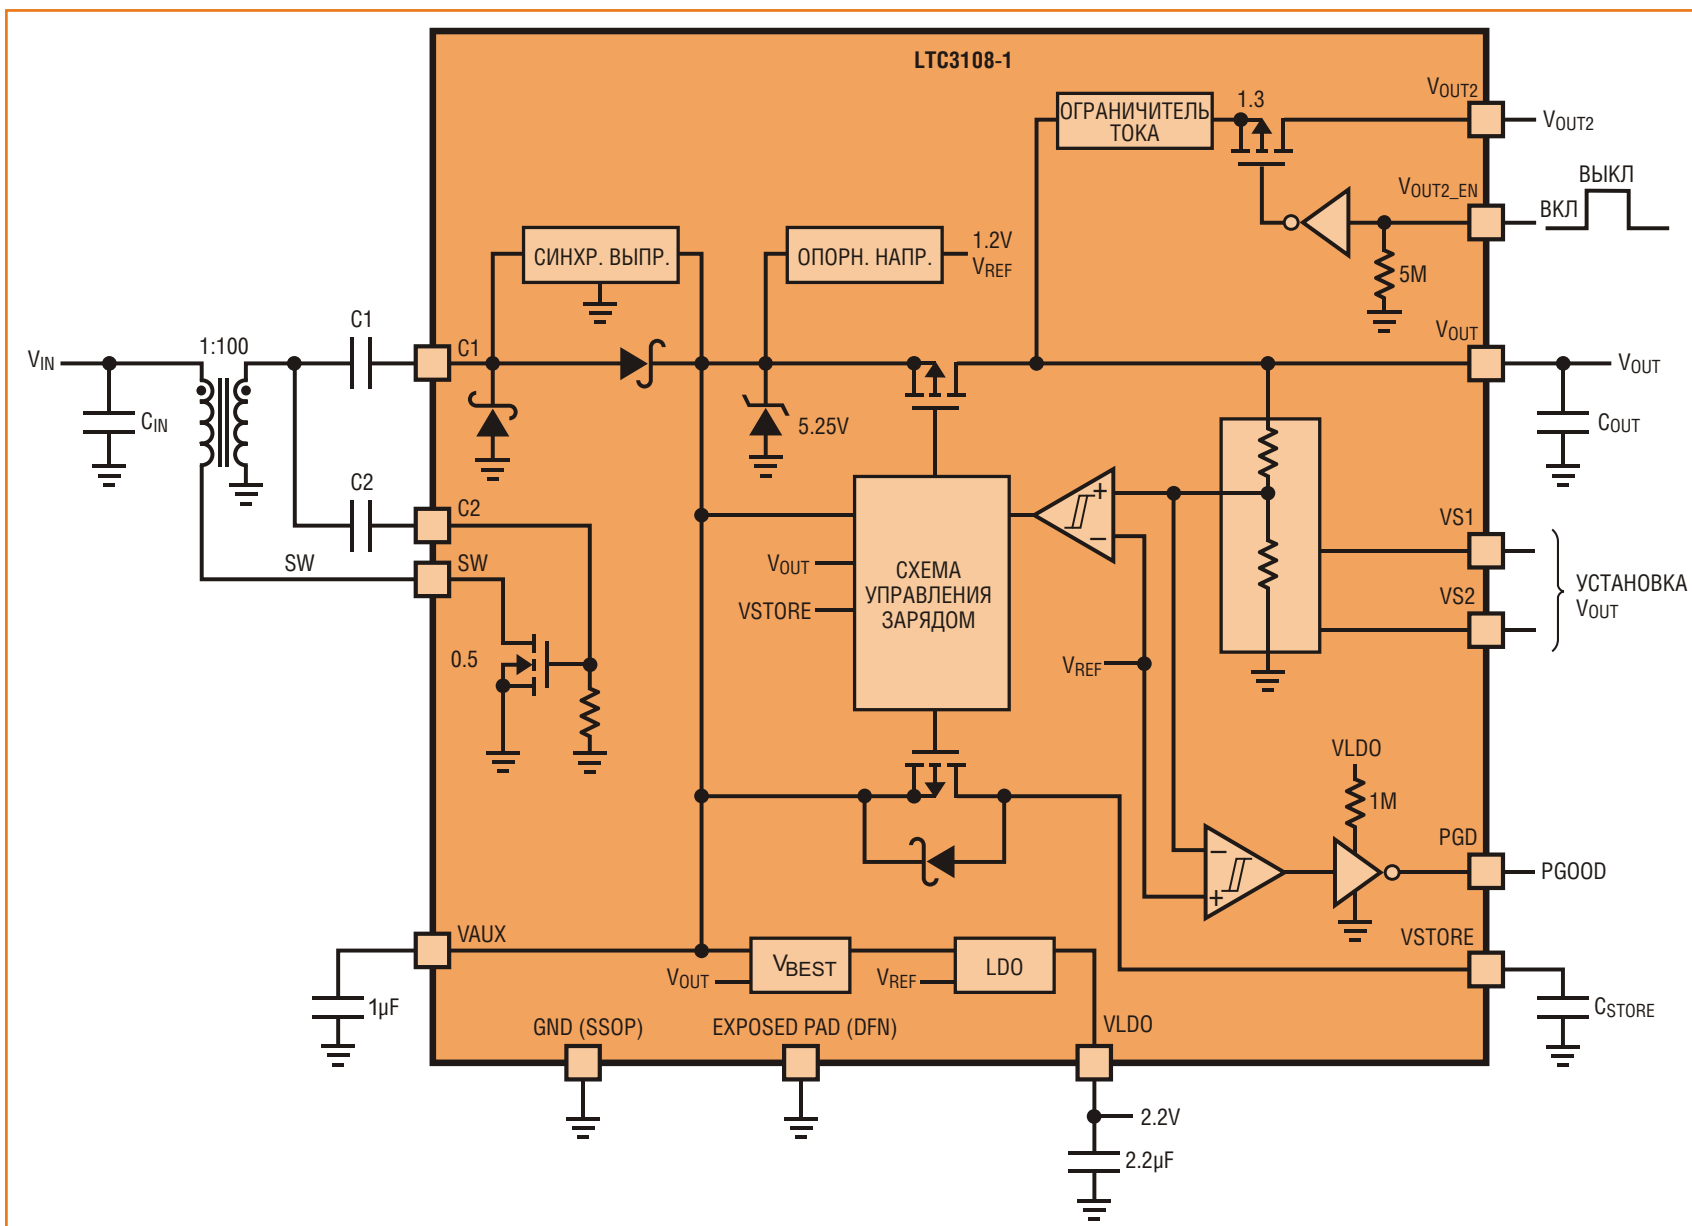 LTC3108-1
VOUT2
1.3
ОГРАНИЧИТЕЛЬ
ТОКА
VOUT2
ВЫКЛ
VOUT2_EN
ВКЛ
5M
СИНХР. ВЫПР.
ОПОРН. НАПР.
1.2V
VREF
C1
1:100
VIN
C1
VOUT
VOUT
CIN
5.25V
COUT
C2
C2
+
−
VS1
SW
SW
VOUT
СХЕМА
УПРАВЛЕНИЯ
ЗАРЯДОМ
VSTORE
УСТАНОВКА
VOUT
VS2
0.5
VREF
VLDO
1M
PGD
−
+
PGOOD
VAUX
VSTORE
VBEST
VOUT
LDO
VREF
1µF
CSTORE
GND (SSOP)
EXPOSED PAD (DFN)
VLDO
2.2V
2.2µF